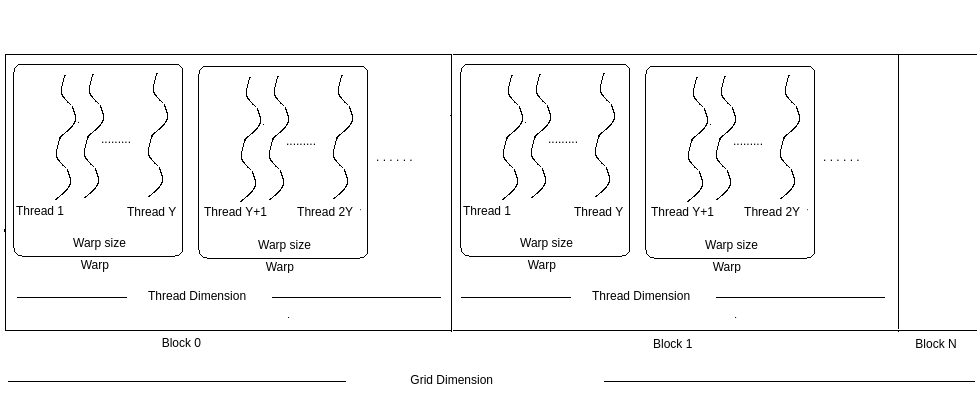 ......... ......... ......... .........
. . . . . . . . . . . .
Thread 1 Thread Y Thread Y+1 Thread 2Y Thread 1 Thread Y Thread Y+1 Thread 2Y
Warp size Warp size Warp size Warp size
Warp Warp Warp Warp
Thread Dimension Thread Dimension
Block 0 Block 1 Block N
Grid Dimension